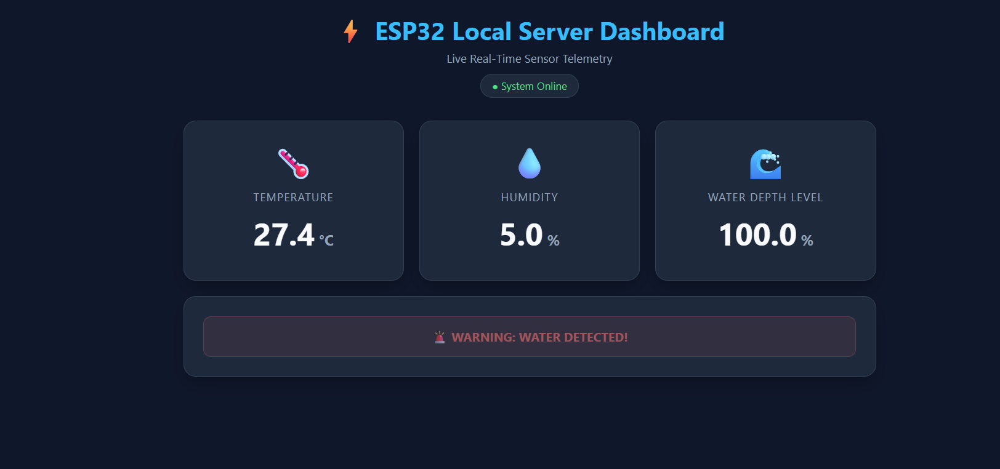 ⚡ ESP32 Local Server Dashboard
Live Real-Time Sensor Telemetry
● System Online
TEMPERATURE
27.4 °C
HUMIDITY
5.0 %
WATER DEPTH LEVEL
100.0 %
🚨 WARNING: WATER DETECTED!